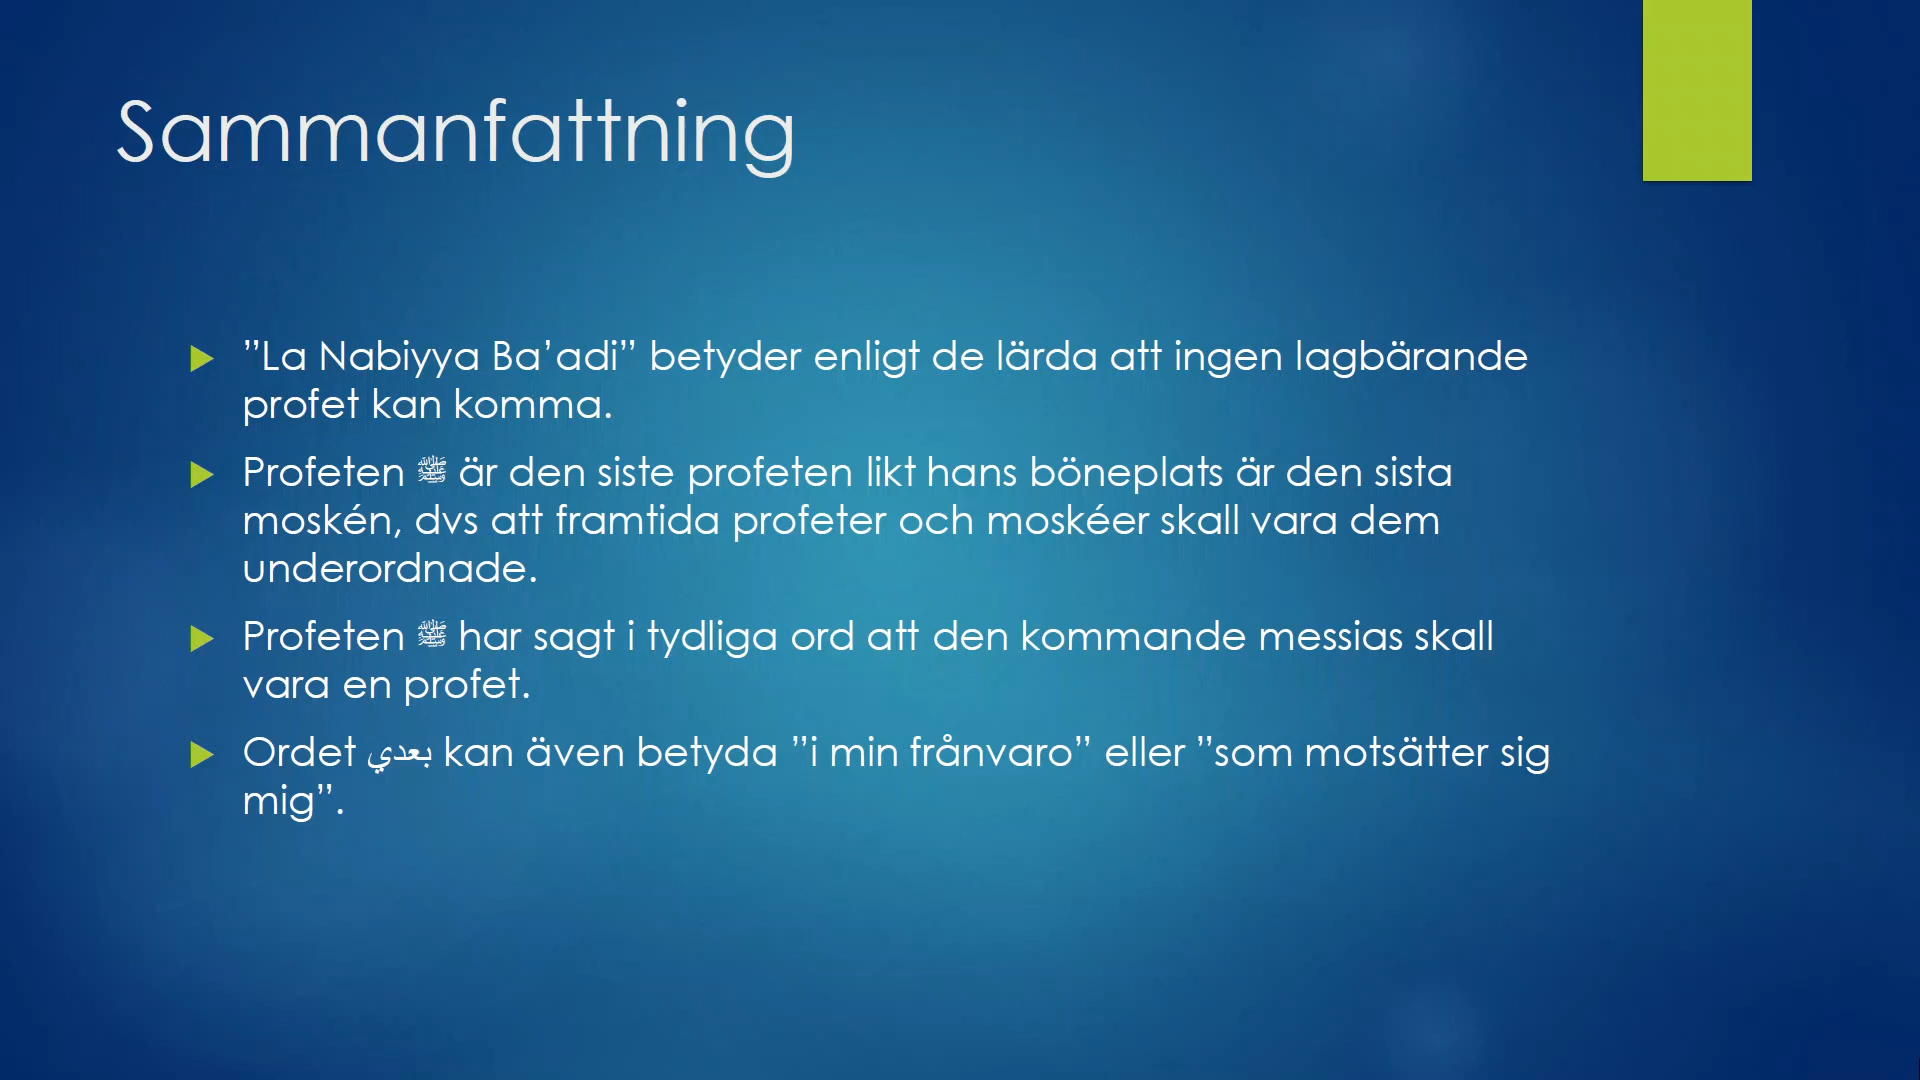 Sammanfattning
”La Nabiyya Ba’adi” betyder enligt de lärda att ingen lagbärande
profet kan komma.
Profeten ﷺ är den siste profeten likt hans böneplats är den sista
moskén, dvs att framtida profeter och moskéer skall vara dem
underordnade.
Profeten ﷺ har sagt i tydliga ord att den kommande messias skall
vara en profet.
Ordet بعدي kan även betyda ”i min frånvaro” eller ”som motsätter sig
mig”.